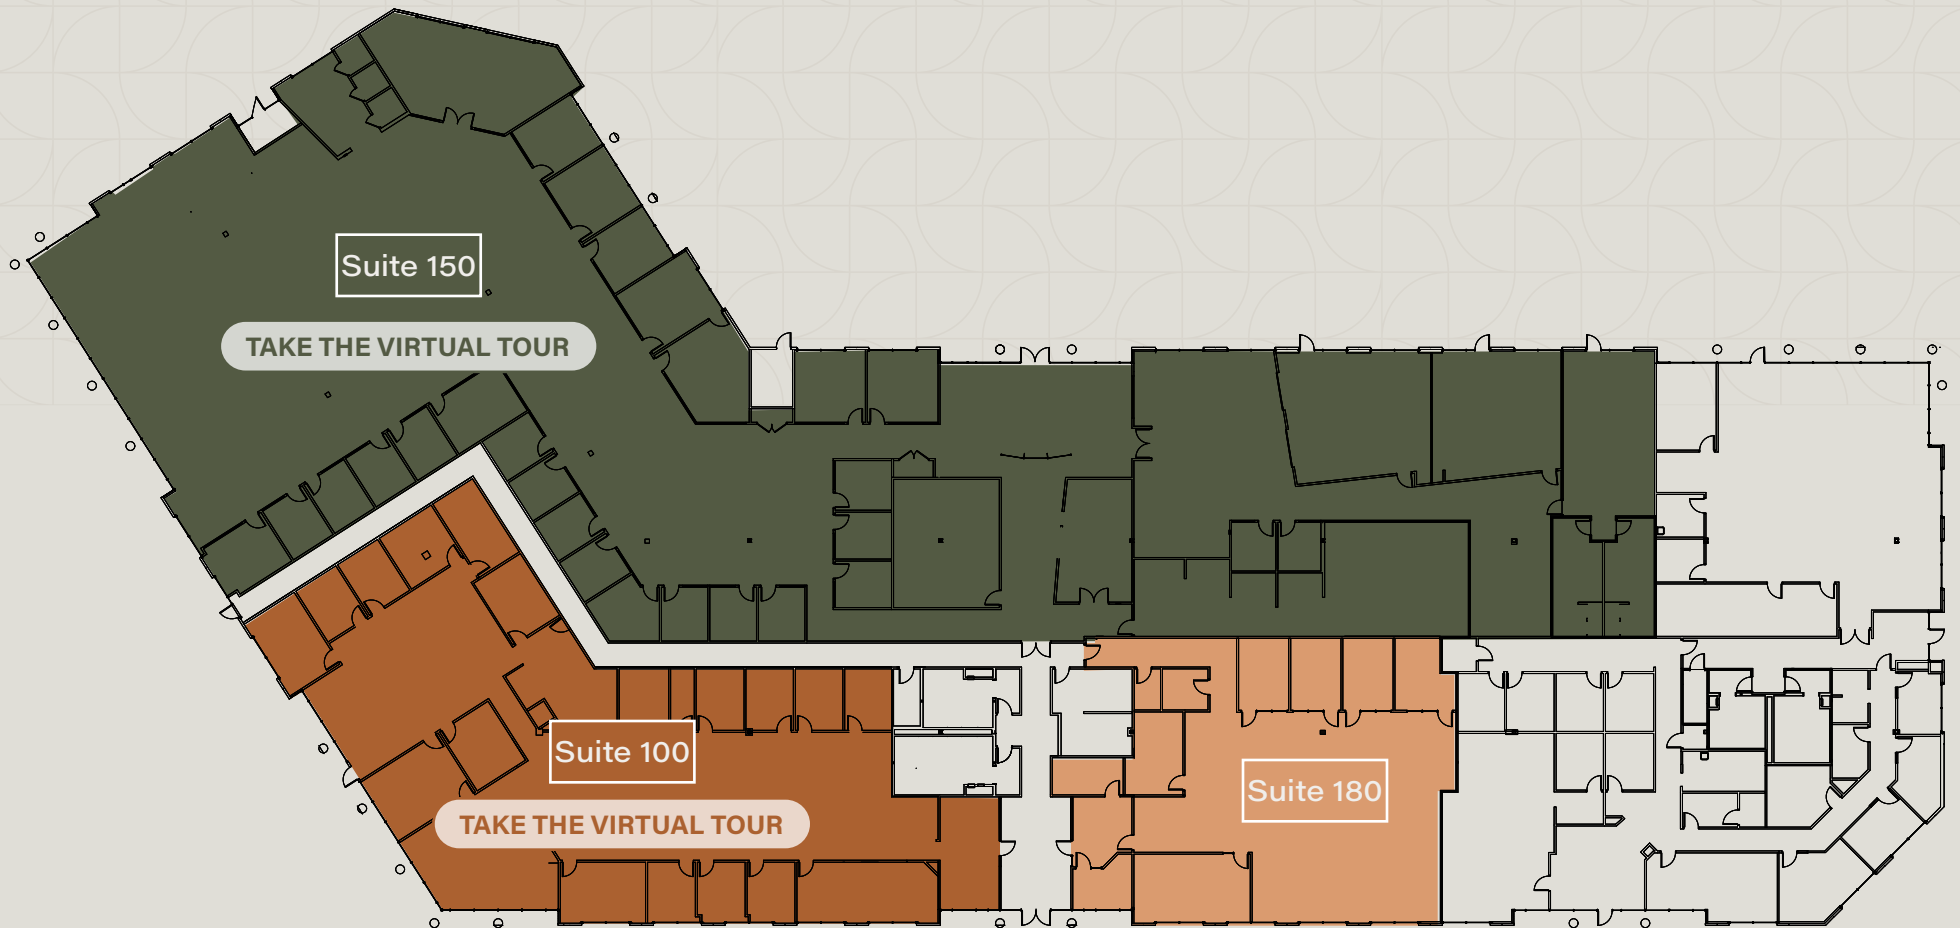 Suite 150
TAKE THE VIRTUAL TOUR
Suite 100
TAKE THE VIRTUAL TOUR
Suite 180